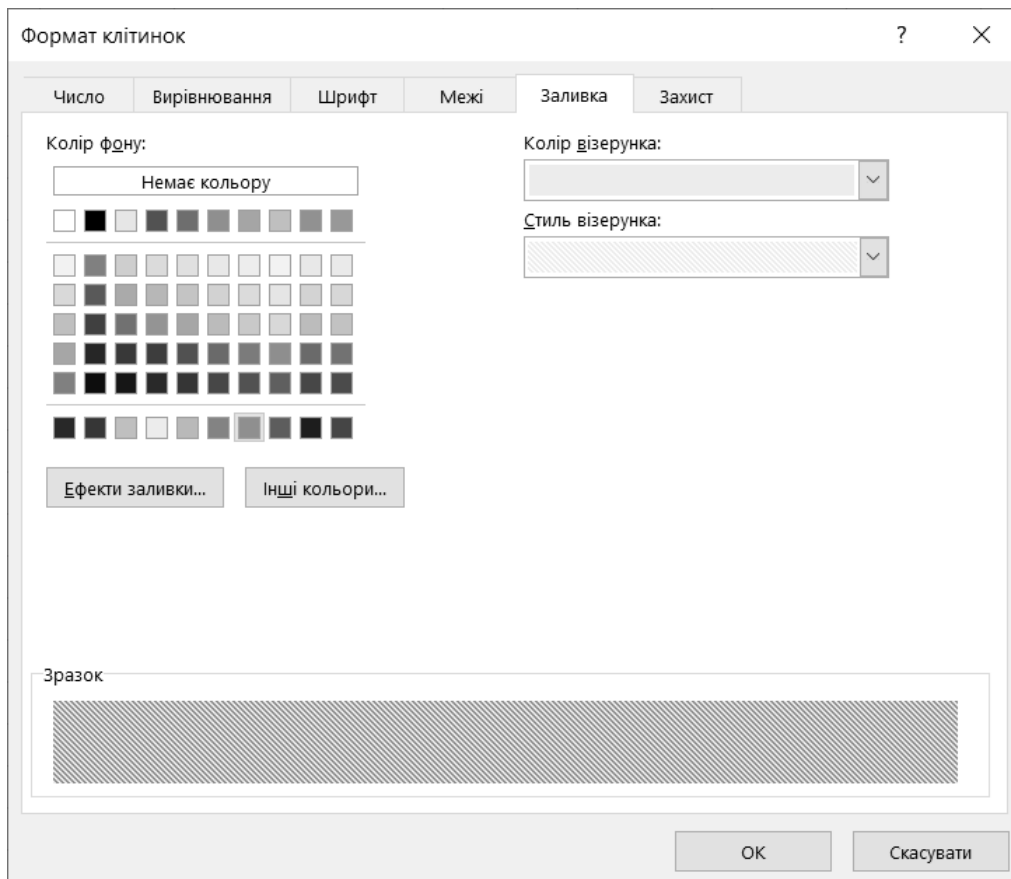 Формат клітинок ?
Число Вирівнювання Шрифт Межі Заливка Захист
Колір фону:
Немає кольору
Ефекти заливки... Інші кольори...
Колір візерунка:
Стиль візерунка:
Зразок
ОК Скасувати